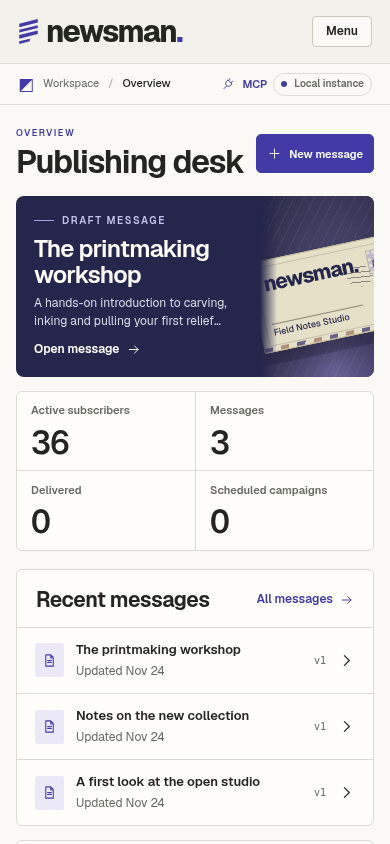 newsman.
Menu
Workspace / Overview
MCP
Local instance
OVERVIEW
Publishing desk
New message
DRAFT MESSAGE
The printmaking
workshop
A hands-on introduction to carving,
inking and pulling your first relief…
Open message →
newsman.
Field Notes Studio
Active subscribers
36
Messages
3
Delivered
0
Scheduled campaigns
0
Recent messages
All messages →
The printmaking workshop
Updated Nov 24
v1
Notes on the new collection
Updated Nov 24
v1
A first look at the open studio
Updated Nov 24
v1